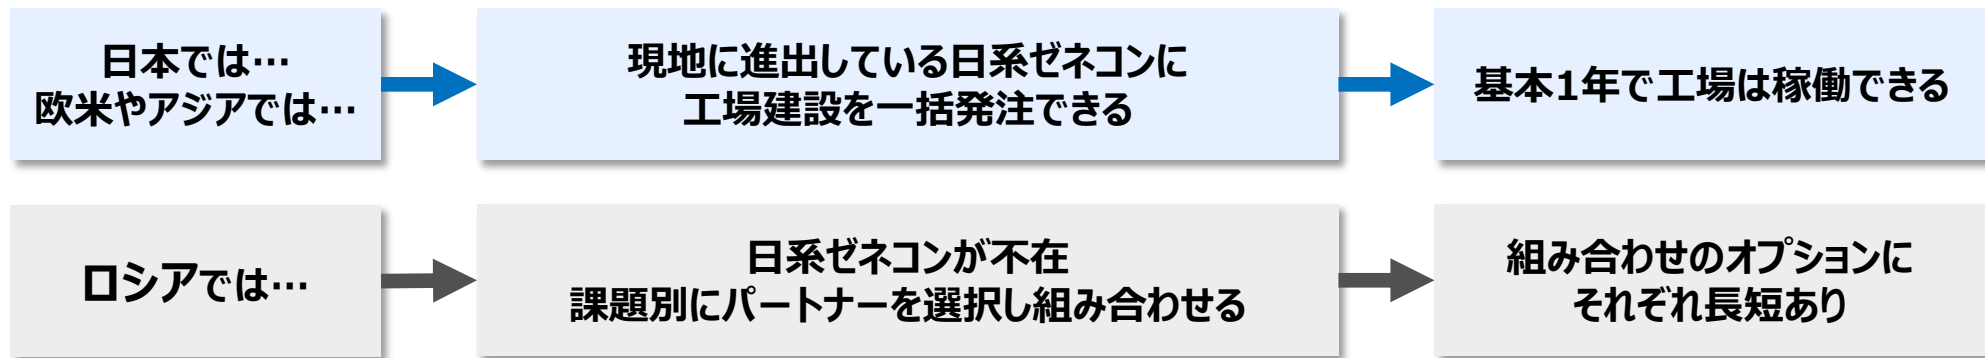 日本では…
欧米やアジアでは…
現地に進出している日系ゼネコンに
工場建設を一括発注できる
基本1年で工場は稼働できる
ロシアでは…
日系ゼネコンが不在
課題別にパートナーを選択し組み合わせる
組み合わせのオプションに
それぞれ長短あり